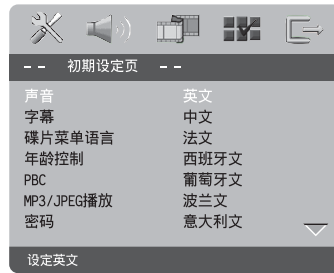 -- 初期设定页 --
声音 英文
字幕 中文
碟片菜单语言 法文
年龄控制 西班牙文
PBC 葡萄牙文
MP3/JPEG播放 波兰文
密码 意大利文
设定英文